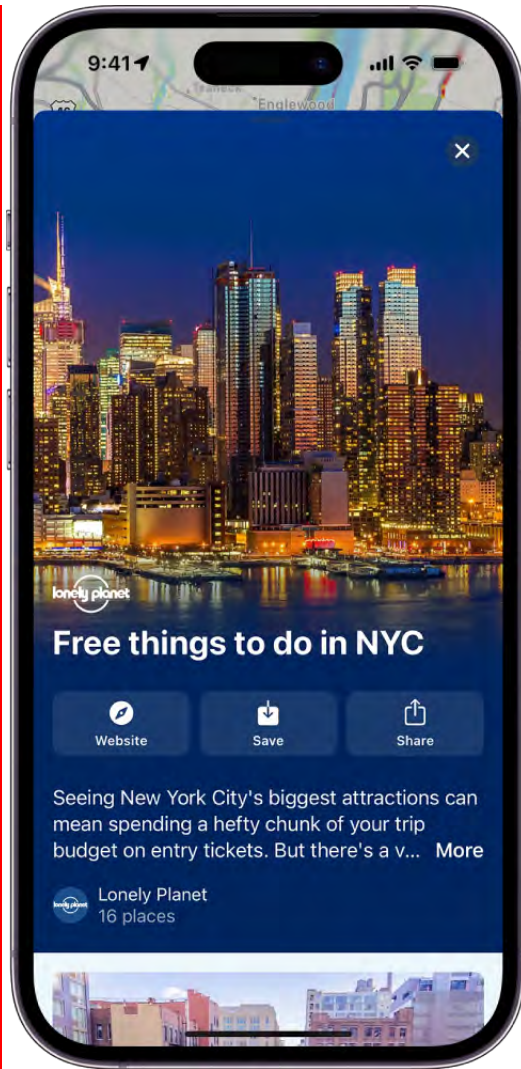 9:41
Englewood
lonely planet
Free things to do in NYC
Website
Save
Share
Seeing New York City's biggest attractions can
mean spending a hefty chunk of your trip
budget on entry tickets. But there's a v... More
lonely planet
Lonely Planet
16 places